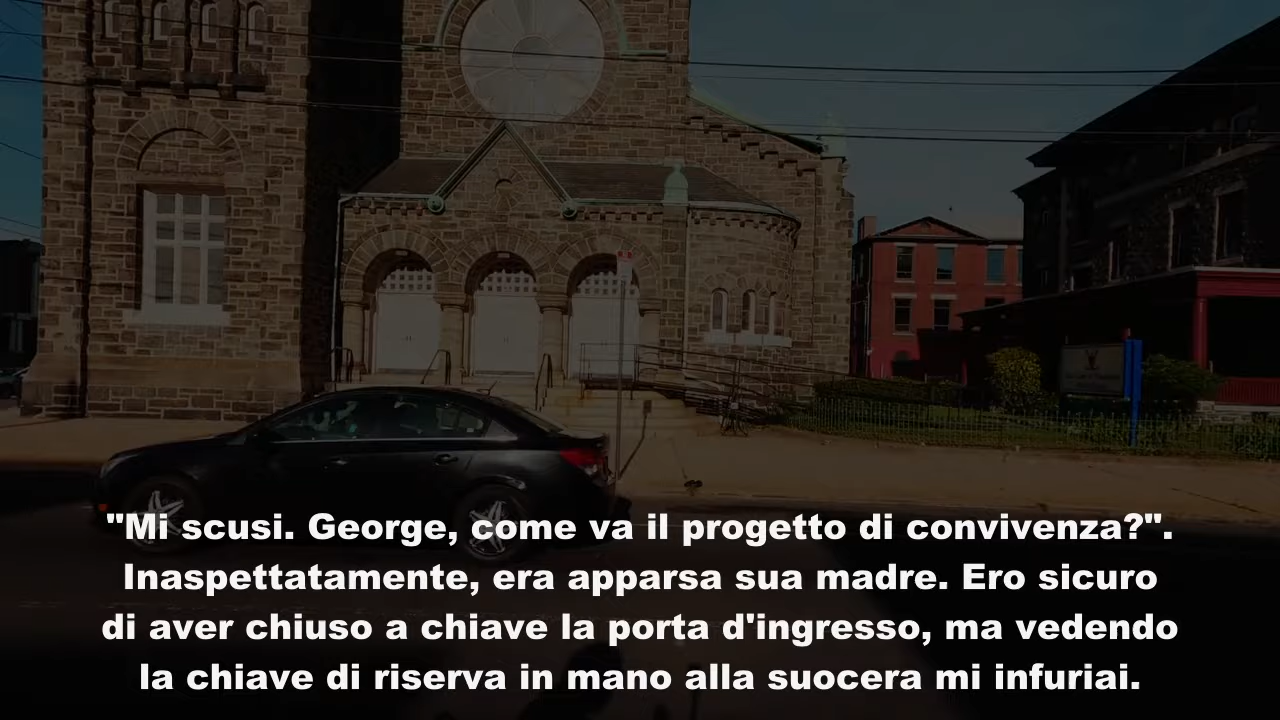 "Mi scusi. George, come va il progetto di convivenza?".
Inaspettatamente, era apparsa sua madre. Ero sicuro
di aver chiuso a chiave la porta d'ingresso, ma vedendo
la chiave di riserva in mano alla suocera mi infuriai.